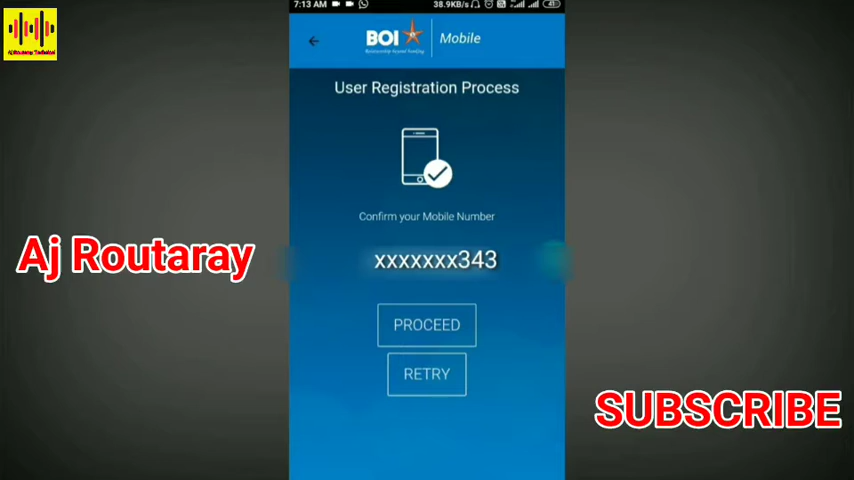 7:13 AM
38.9KB/s
BOI
Mobile
User Registration Process
Confirm your Mobile Number
xxxxxxx343
PROCEED
RETRY
Aj Routaray
SUBSCRIBE